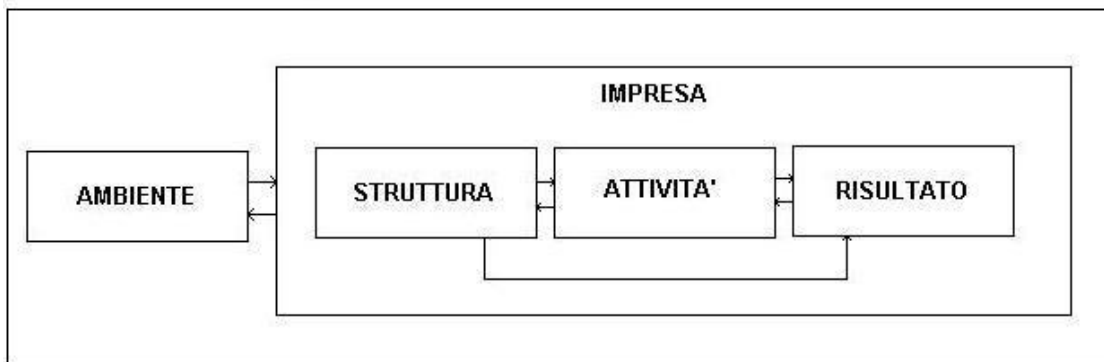 IMPRESA
AMBIENTE
STRUTTURA
ATTIVITA'
RISULTATO